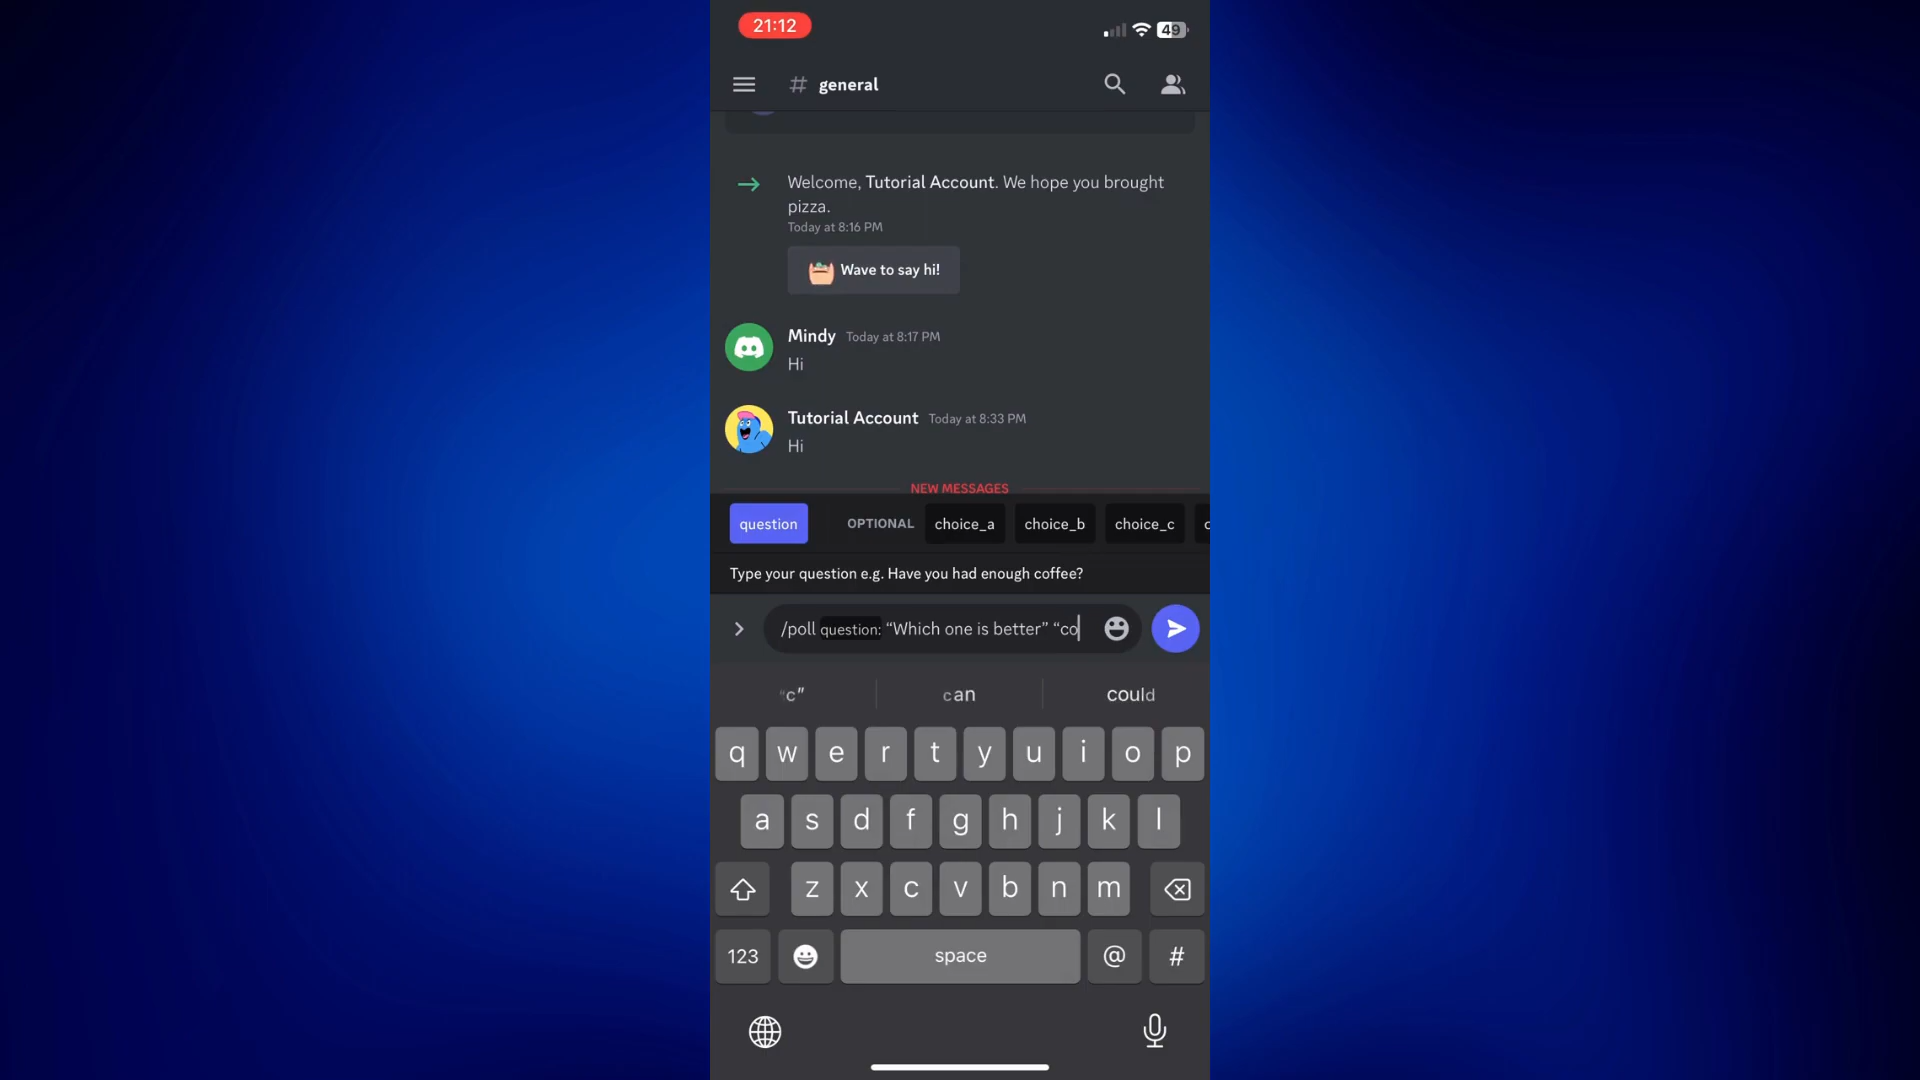 21:12
49
# general
Welcome, Tutorial Account. We hope you brought
pizza.
Today at 8:16 PM
Wave to say hi!
Mindy Today at 8:17 PM
Hi
Tutorial Account Today at 8:33 PM
Hi
NEW MESSAGES
question OPTIONAL choice_a choice_b choice_c c
Type your question e.g. Have you had enough coffee?
/poll question: “Which one is better” “co
“c” can could
q w e r t y u i o p
a s d f g h j k l
z x c v b n m
123 space @ #